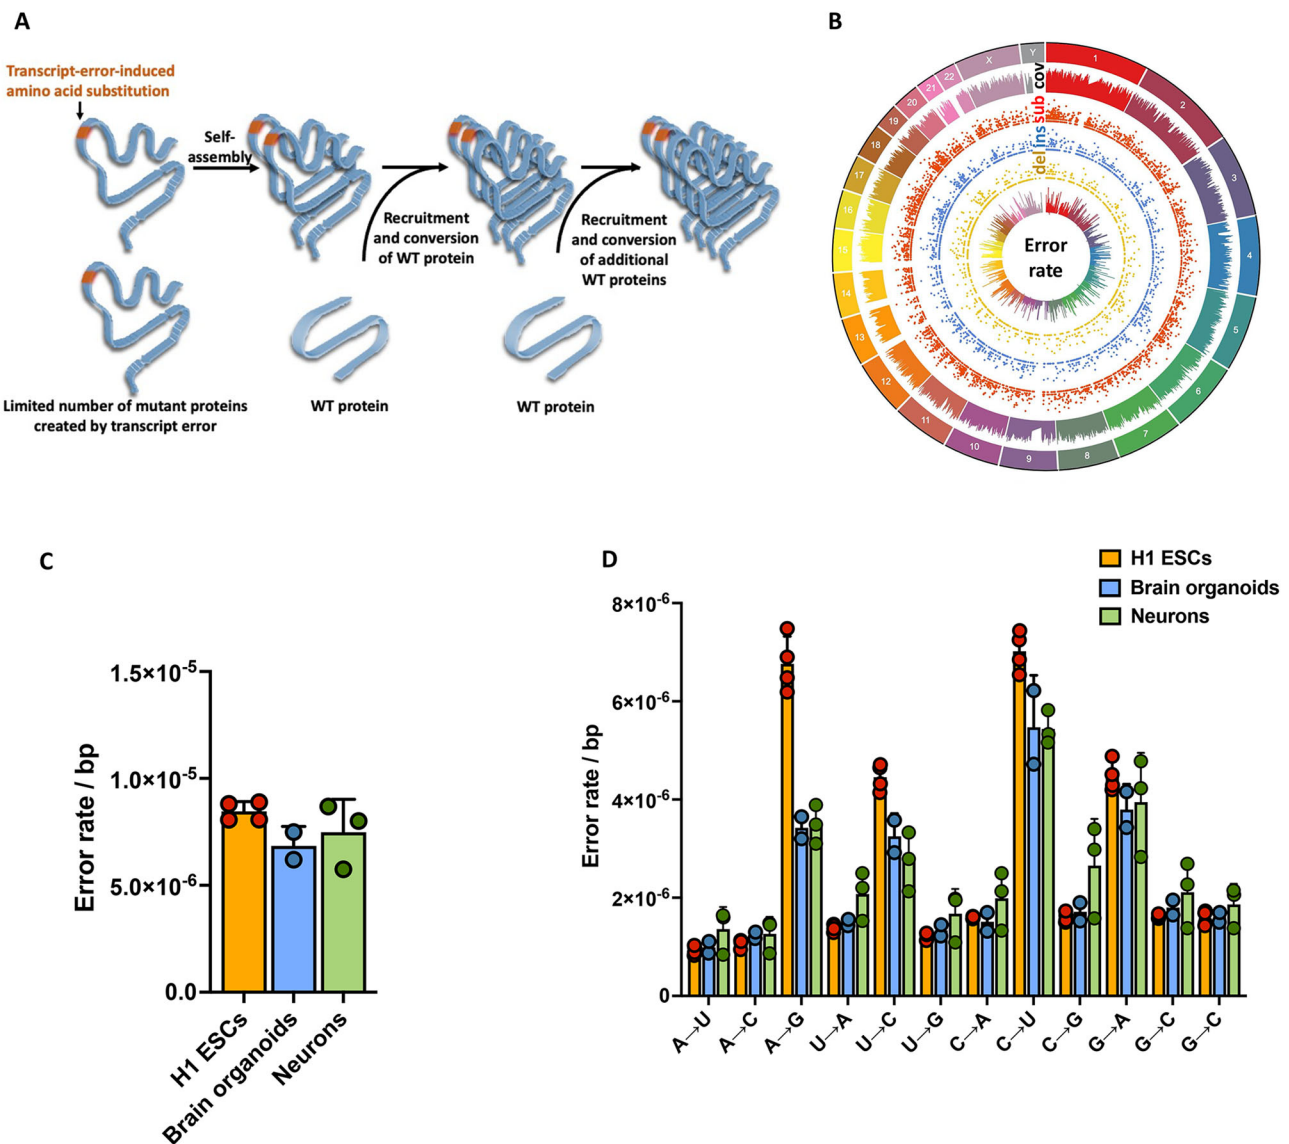 A
Transcript-error-induced
amino acid substitution
Self-
assembly
Recruitment
and conversion
of WT protein
Recruitment
and conversion
of additional
WT proteins
Limited number of mutant proteins
created by transcript error
WT protein
WT protein
B
1
2
3
4
5
6
7
8
9
10
11
12
13
14
15
16
17
18
19
20
21
22
X
Y
cov
sub
ins
del
Error
rate
C
Error rate / bp
1.5×10-5
1.0×10-5
5.0×10-6
0.0
H1 ESCs
Brain organoids
Neurons
D
H1 ESCs
Brain organoids
Neurons
Error rate / bp
8×10-6
6×10-6
4×10-6
2×10-6
0
A→U
A→C
A→G
U→A
U→C
U→G
C→A
C→U
C→G
G→A
G→C
G→C